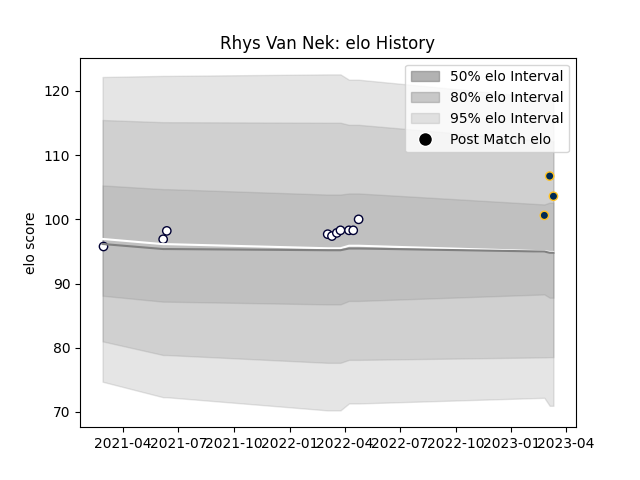 Rhys Van Nek: elo History
50% elo Interval
80% elo Interval
95% elo Interval
Post Match elo
elo score
120
110
100
90
80
70
2021-04 2021-07 2021-10 2022-01 2022-04 2022-07 2022-10 2023-01 2023-04